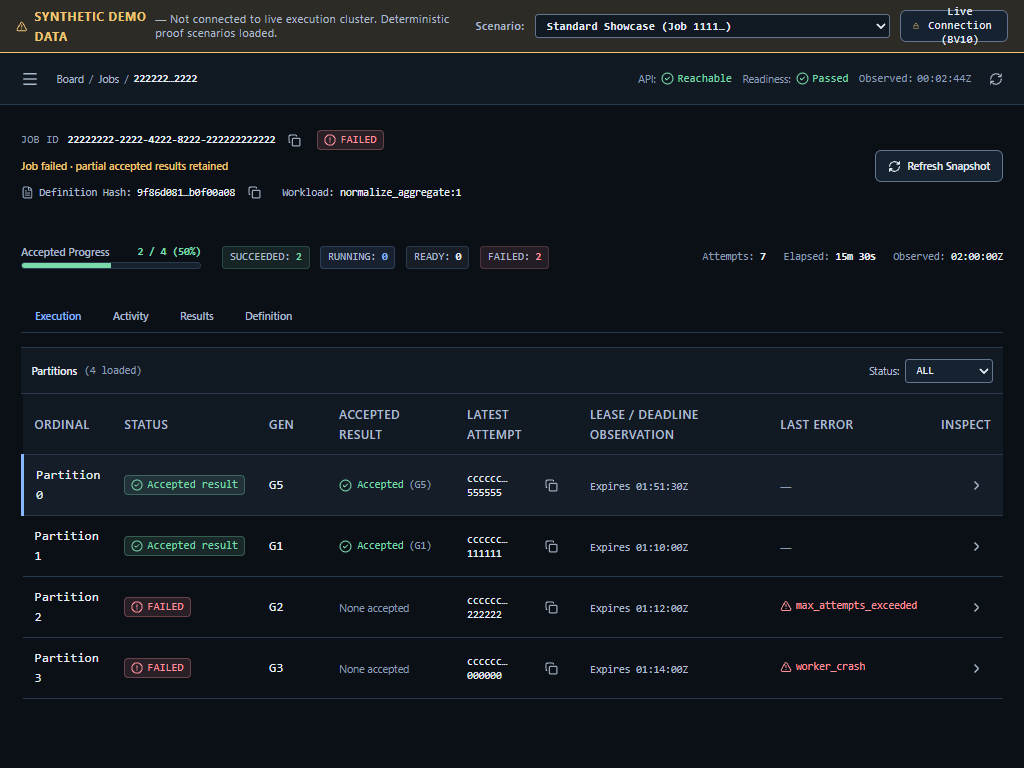 SYNTHETIC DEMO DATA — Not connected to live execution cluster. Deterministic proof scenarios loaded.
Scenario: Standard Showcase (Job 1111…)
Live Connection (BV10)
Board / Jobs / 222222…2222
API: Reachable Readiness: Passed Observed: 00:02:44Z
JOB ID 22222222-2222-4222-8222-222222222222 FAILED
Job failed · partial accepted results retained
Refresh Snapshot
Definition Hash: 9f86d081…b0f00a08 Workload: normalize_aggregate:1
Accepted Progress 2 / 4 (50%)
SUCCEEDED: 2 RUNNING: 0 READY: 0 FAILED: 2
Attempts: 7 Elapsed: 15m 30s Observed: 02:00:00Z
Execution Activity Results Definition
Partitions (4 loaded) Status: ALL
ORDINAL STATUS GEN ACCEPTED RESULT LATEST ATTEMPT LEASE / DEADLINE OBSERVATION LAST ERROR INSPECT
Partition 0 Accepted result G5 Accepted (G5) cccccc…555555 Expires 01:51:30Z —
Partition 1 Accepted result G1 Accepted (G1) cccccc…111111 Expires 01:10:00Z —
Partition 2 FAILED G2 None accepted cccccc…222222 Expires 01:12:00Z max_attempts_exceeded
Partition 3 FAILED G3 None accepted cccccc…000000 Expires 01:14:00Z worker_crash